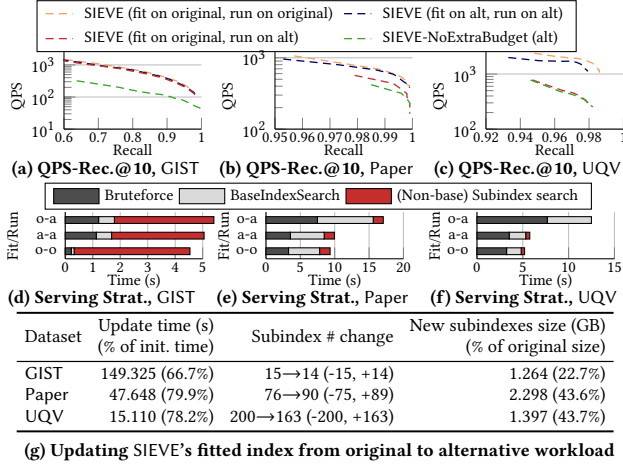 SIEVE (fit on original, run on original)
SIEVE (fit on alt, run on alt)
SIEVE (fit on original, run on alt)
SIEVE-NoExtraBudget (alt)
QPS
10³
10²
10¹
0.6 0.7 0.8 0.9 1
Recall
(a) QPS-Rec.@10, GIST
QPS
10³
10²
0.95 0.96 0.97 0.98 0.99 1
Recall
(b) QPS-Rec.@10, Paper
QPS
10³
10²
0.92 0.94 0.96 0.98 1
Recall
(c) QPS-Rec.@10, UQV
Bruteforce BaseIndexSearch (Non-base) Subindex search
Fit/Run
o-a
a-a
o-o
0 1 2 3 4 5
Time (s)
(d) Serving Strat., GIST
Fit/Run
o-a
a-a
o-o
0 5 10 15 20
Time (s)
(e) Serving Strat., Paper
Fit/Run
o-a
a-a
o-o
0 5 10 15
Time (s)
(f) Serving Strat., UQV
Dataset Update time (s) (% of init. time) Subindex # change New subindexes size (GB) (% of original size)
GIST 149.325 (66.7%) 15→14 (-15, +14) 1.264 (22.7%)
Paper 47.648 (79.9%) 76→90 (-75, +89) 2.298 (43.6%)
UQV 15.110 (78.2%) 200→163 (-200, +163) 1.397 (43.7%)
(g) Updating SIEVE's fitted index from original to alternative workload